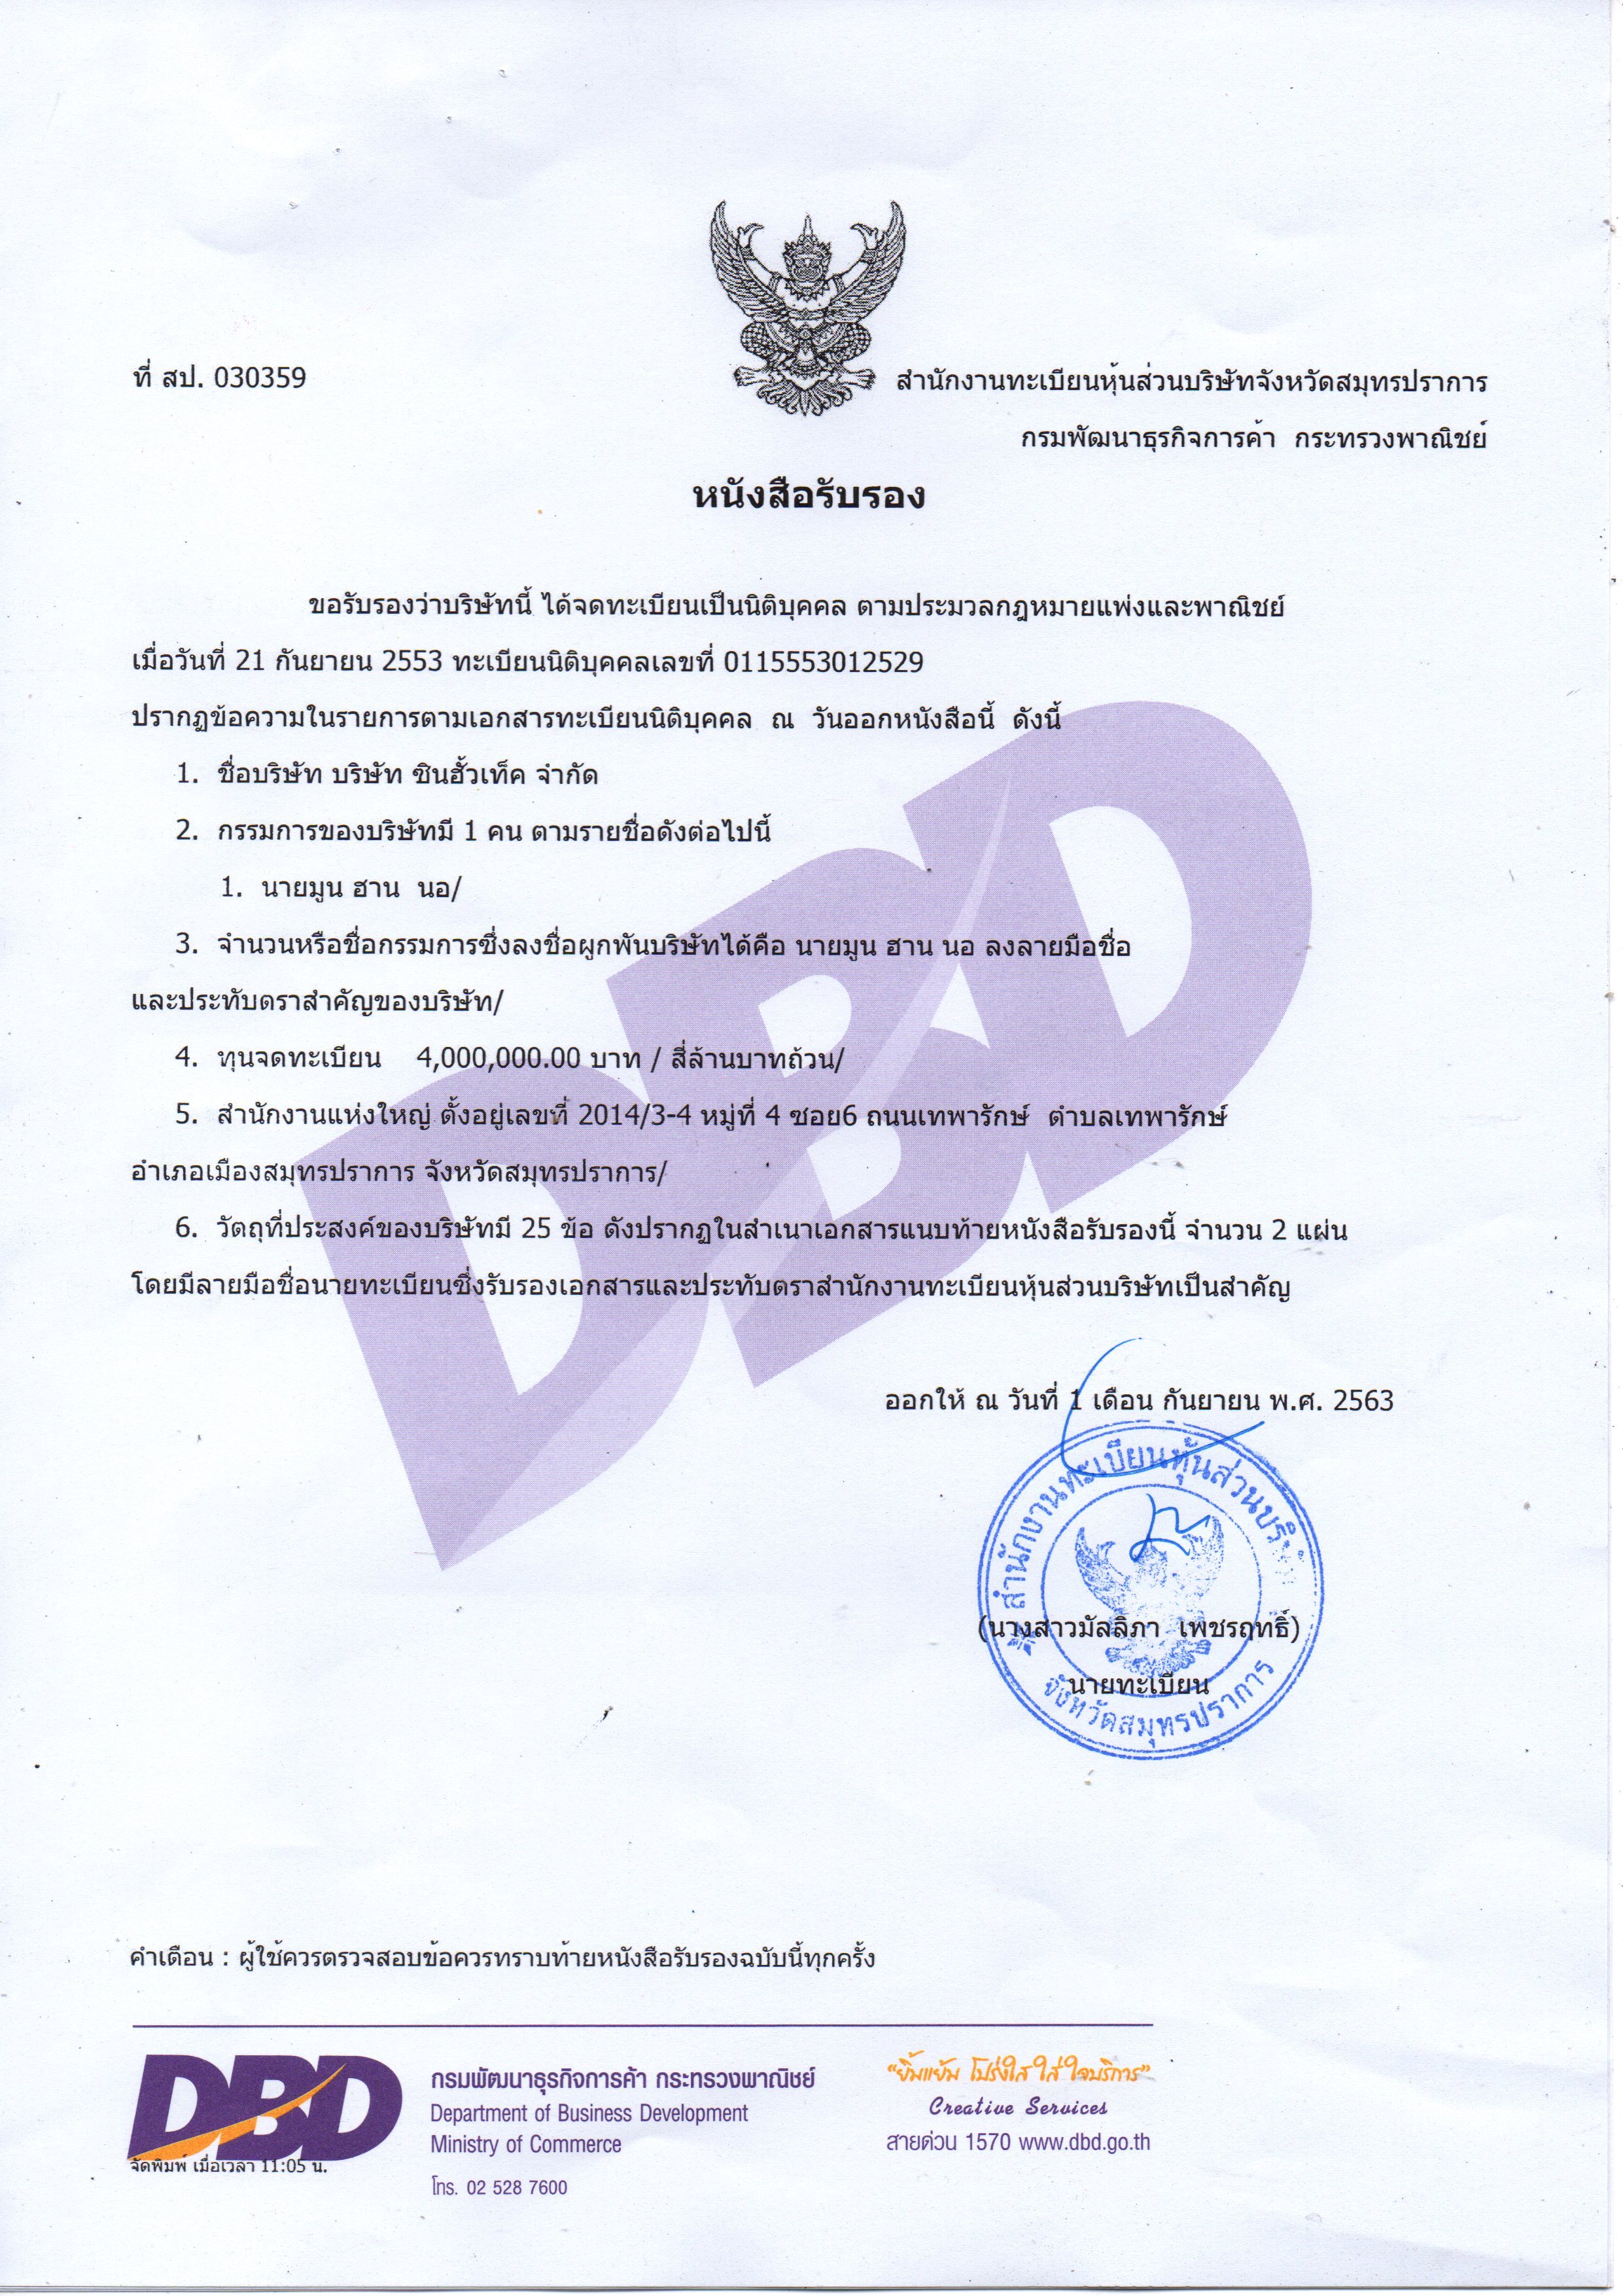 ที่ สป. 030359
สำนักงานทะเบียนหุ้นส่วนบริษัทจังหวัดสมุทรปราการ
กรมพัฒนาธุรกิจการค้า กระทรวงพาณิชย์
หนังสือรับรอง
ขอรับรองว่าบริษัทนี้ ได้จดทะเบียนเป็นนิติบุคคล ตามประมวลกฎหมายแพ่งและพาณิชย์
เมื่อวันที่ 21 กันยายน 2553 ทะเบียนนิติบุคคลเลขที่ 0115553012529
ปรากฏข้อความในรายการตามเอกสารทะเบียนนิติบุคคล ณ วันออกหนังสือนี้ ดังนี้
1. ชื่อบริษัท บริษัท ซินฮั้วเท็ค จำกัด
2. กรรมการของบริษัทมี 1 คน ตามรายชื่อดังต่อไปนี้
1. นายมูน ฮาน นอ/
3. จำนวนหรือชื่อกรรมการซึ่งลงชื่อผูกพันบริษัทได้คือ นายมูน ฮาน นอ ลงลายมือชื่อ
และประทับตราสำคัญของบริษัท/
4. ทุนจดทะเบียน 4,000,000.00 บาท / สี่ล้านบาทถ้วน/
5. สำนักงานแห่งใหญ่ ตั้งอยู่เลขที่ 2014/3-4 หมู่ที่ 4 ซอย6 ถนนเทพารักษ์ ตำบลเทพารักษ์
อำเภอเมืองสมุทรปราการ จังหวัดสมุทรปราการ/
6. วัตถุที่ประสงค์ของบริษัทมี 25 ข้อ ดังปรากฏในสำเนาเอกสารแนบท้ายหนังสือรับรองนี้ จำนวน 2 แผ่น
โดยมีลายมือชื่อนายทะเบียนซึ่งรับรองเอกสารและประทับตราสำนักงานทะเบียนหุ้นส่วนบริษัทเป็นสำคัญ
DBD
ออกให้ ณ วันที่ 1 เดือน กันยายน พ.ศ. 2563
สำนักงานทะเบียนหุ้นส่วนบริษัท
(นางสาวมัลลิภา เพชรฤทธิ์)
นายทะเบียน
จังหวัดสมุทรปราการ
คำเตือน : ผู้ใช้ควรตรวจสอบข้อควรทราบท้ายหนังสือรับรองฉบับนี้ทุกครั้ง
DBD
จัดพิมพ์ เมื่อเวลา 11:05 น.
กรมพัฒนาธุรกิจการค้า กระทรวงพาณิชย์
Department of Business Development
Ministry of Commerce
โทร. 02 528 7600
"ยิ้มแย้ม โปร่งใส ใส่ใจบริการ"
Creative Services
สายด่วน 1570 www.dbd.go.th